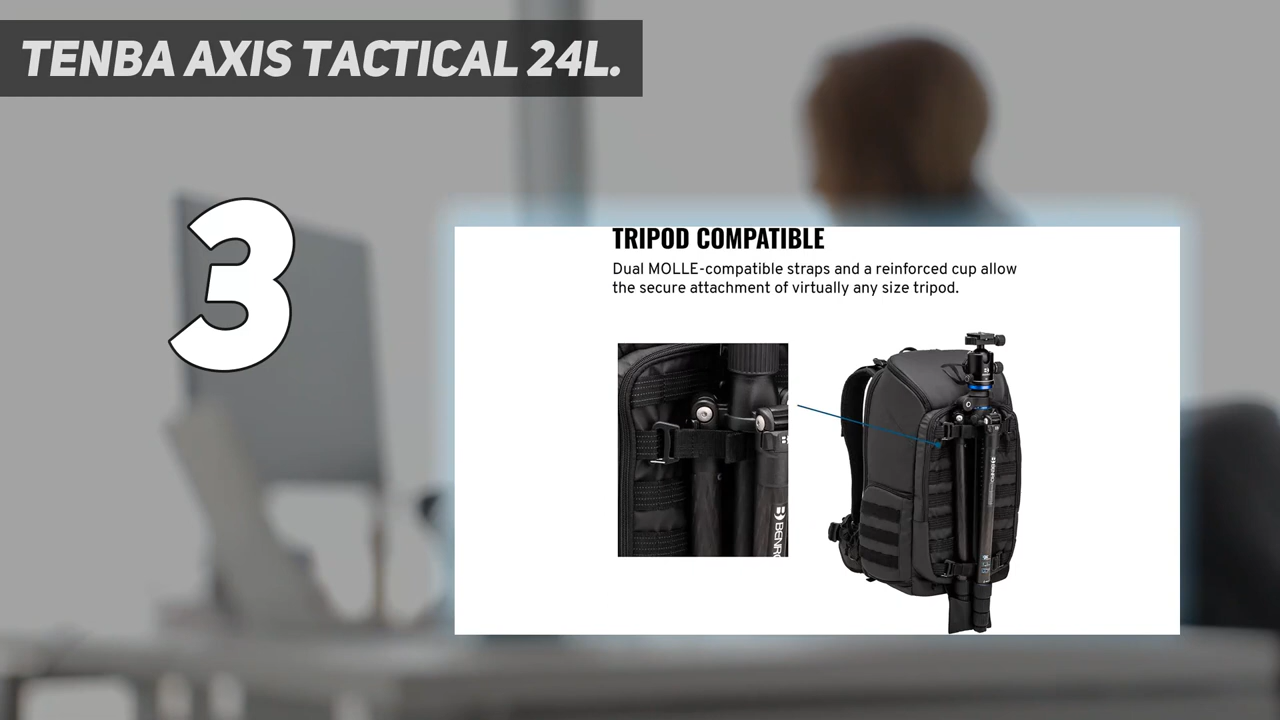 TENBA AXIS TACTICAL 24L.
3
TRIPOD COMPATIBLE
Dual MOLLE-compatible straps and a reinforced cup allow
the secure attachment of virtually any size tripod.
BENRO